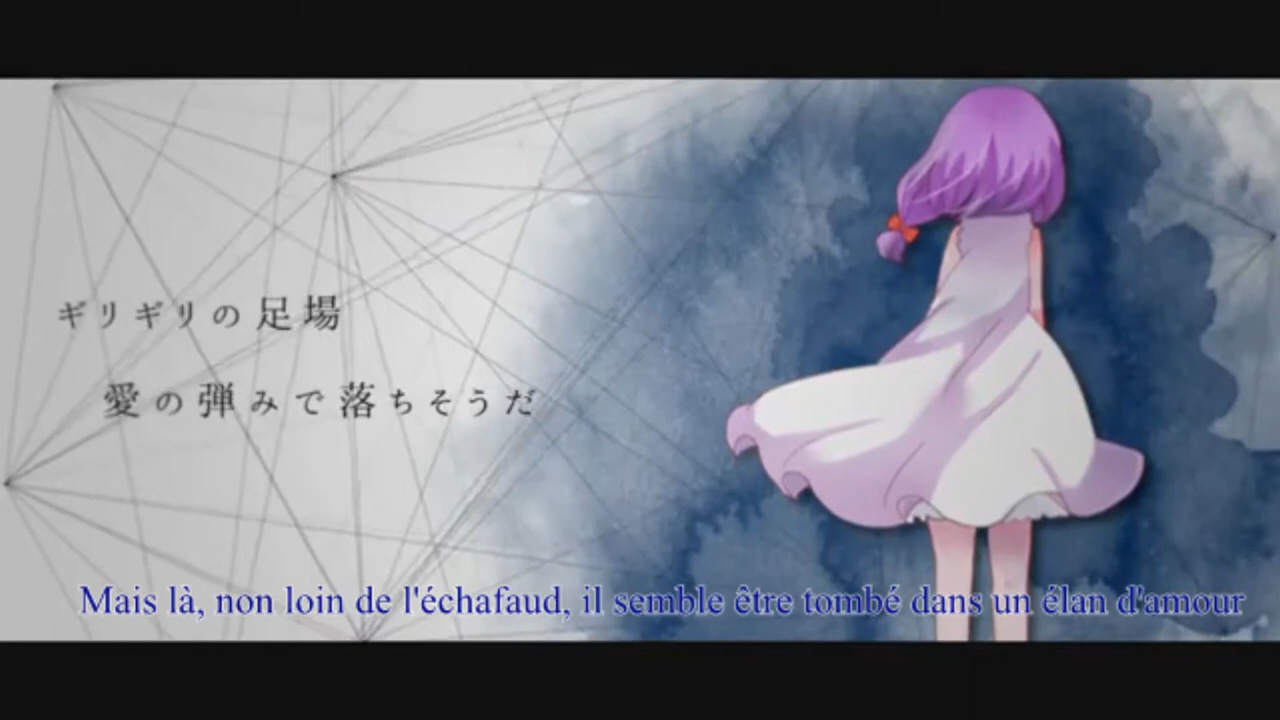 ギリギリの足場
愛の弾みで落ちそうだ
Mais là, non loin de l'échafaud, il semble être tombé dans un élan d'amour